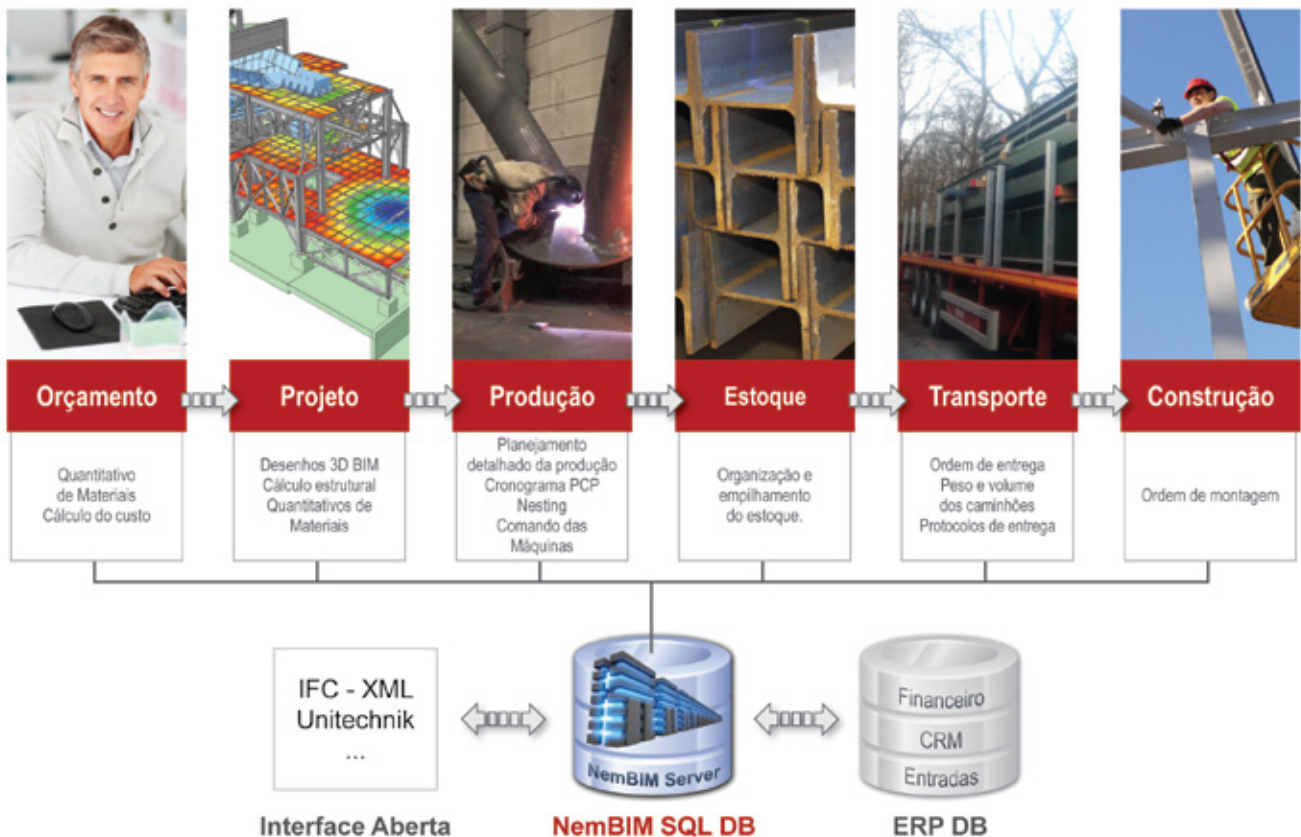 Orçamento
Projeto
Produção
Estoque
Transporte
Construção
Quantitativo
de Materiais
Cálculo do custo
Desenhos 3D BIM
Cálculo estrutural
Quantitativos de
Materiais
Planejamento
detalhado da produção
Cronograma PCP
Nesting
Comando das
Máquinas
Organização e
empilhamento
do estoque.
Ordem de entrega
Peso e volume
dos caminhões
Protocolos de entrega
Ordem de montagem
IFC - XML
Unitechnik
...
Interface Aberta
NemBIM Server
NemBIM SQL DB
Financeiro
CRM
Entradas
ERP DB